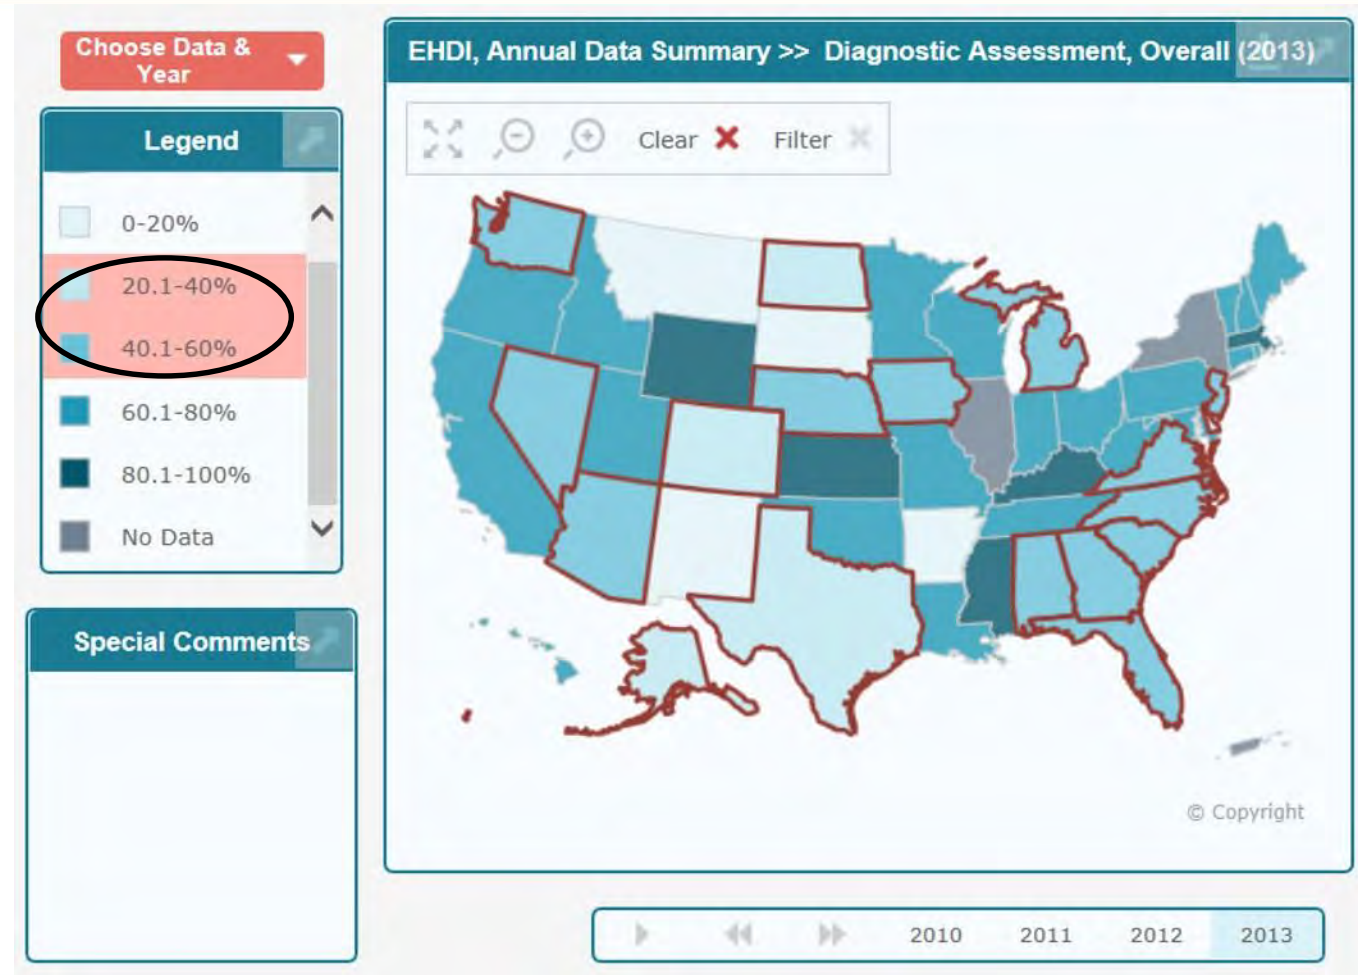 Choose Data &
Year
Legend
0-20%
20.1-40%
40.1-60%
60.1-80%
80.1-100%
No Data
Special Comments
EHDI, Annual Data Summary >> Diagnostic Assessment, Overall (2013)
Clear Filter
© Copyright
2010 2011 2012 2013